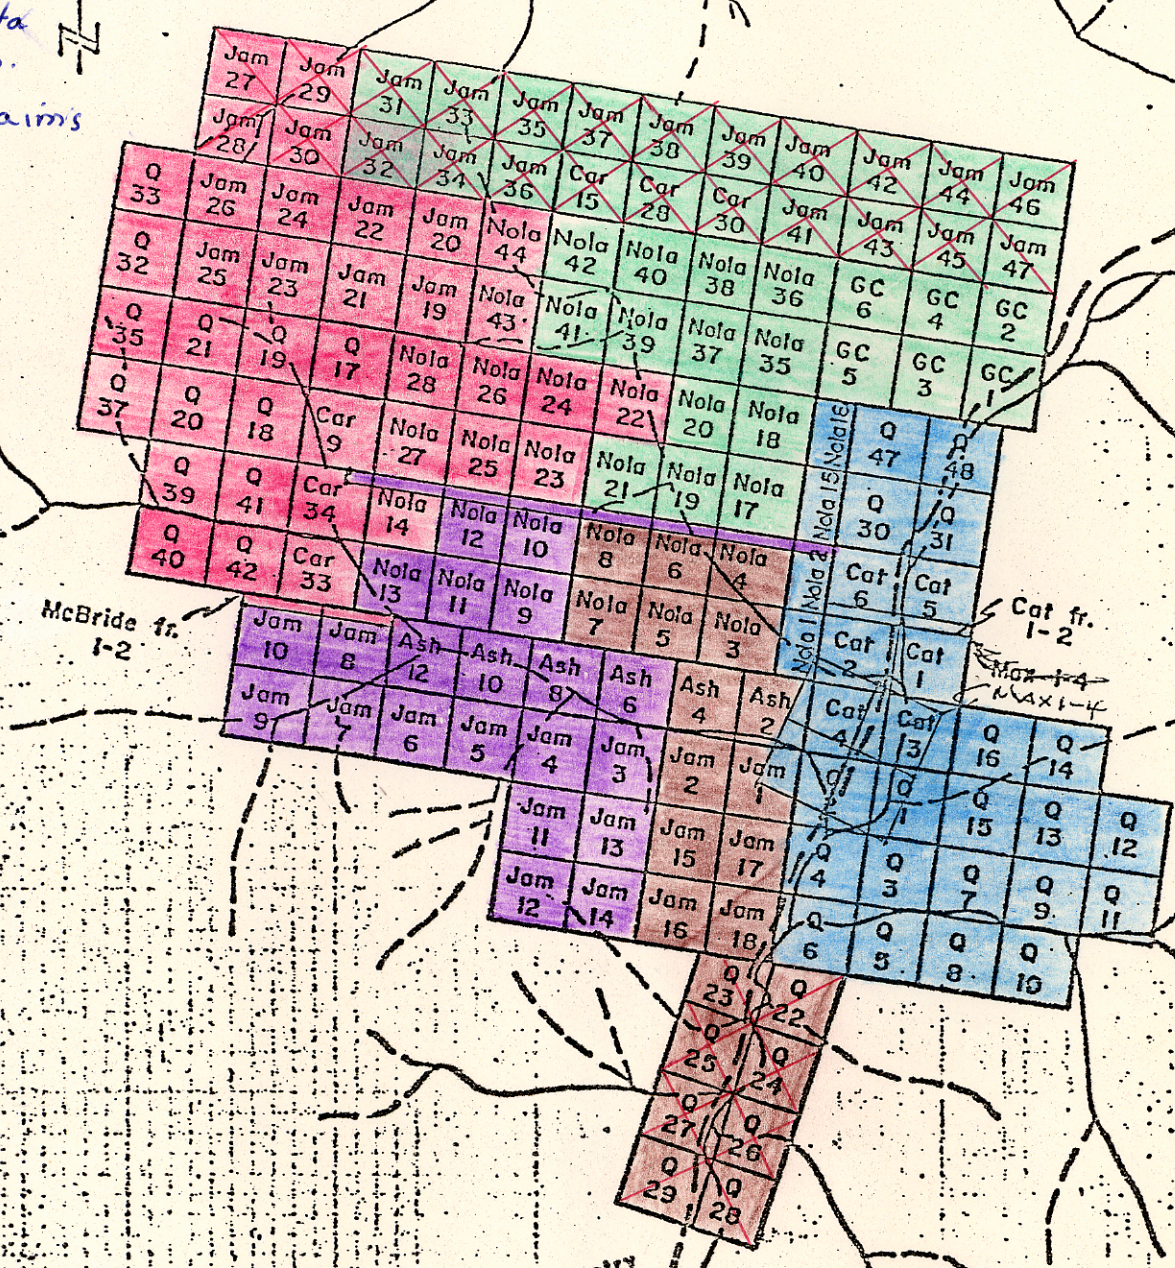 ta
aims
Jam 27 Jam 29 Jam 31 Jam 33 Jam 35 Jam 37 Jam 38 Jam 39 Jam 40 Jam 42 Jam 44 Jam 46
Jam 28 Jam 30 Jam 32 Jam 34 Jam 36 Car 15 Car 28 Car 30 Jam 41 Jam 43 Jam 45 Jam 47
Q 33 Jam 26 Jam 24 Jam 22 Jam 20 Nola 44 Nola 42 Nola 40 Nola 38 Nola 36 GC 6 GC 4 GC 2
Q 32 Jam 25 Jam 23 Jam 21 Jam 19 Nola 43 Nola 41 Nola 39 Nola 37 Nola 35 GC 5 GC 3 GC 1
Q 35 Q 21 Q 19 Q 17 Nola 28 Nola 26 Nola 24 Nola 22 Nola 20 Nola 18 Nola 16 Q 47 Q 48
Q 37 Q 20 Q 18 Car 9 Nola 27 Nola 25 Nola 23 Nola 21 Nola 19 Nola 17 Nola 15 Q 30 Q 31
Q 39 Q 41 Car 34 Nola 14 Nola 12 Nola 10 Nola 8 Nola 6 Nola 4 Nola 2 Cat 6 Cat 5
Q 40 Q 42 Car 33 Nola 13 Nola 11 Nola 9 Nola 7 Nola 5 Nola 3 Nola 1 Cat 2 Cat 1
McBride fr.
1-2
Cat fr.
1-2
Max 1-4
MAX 1-4
Jam 10 Jam 8 Ash 12 Ash 10 Ash 8 Ash 6 Ash 4 Ash 2 Cat 4 Cat 3 Q 16 Q 14
Jam 9 Jam 7 Jam 6 Jam 5 Jam 4 Jam 3 Jam 2 Jam 1 Q 1 Q 15 Q 13 Q 12
Jam 11 Jam 13 Jam 15 Jam 17 Q 4 Q 3 Q 7 Q 9 Q 11
Jam 12 Jam 14 Jam 16 Jam 18 Q 6 Q 5 Q 8 Q 10
Q 23 Q 22
Q 25 Q 24
Q 27 Q 26
Q 29 Q 28